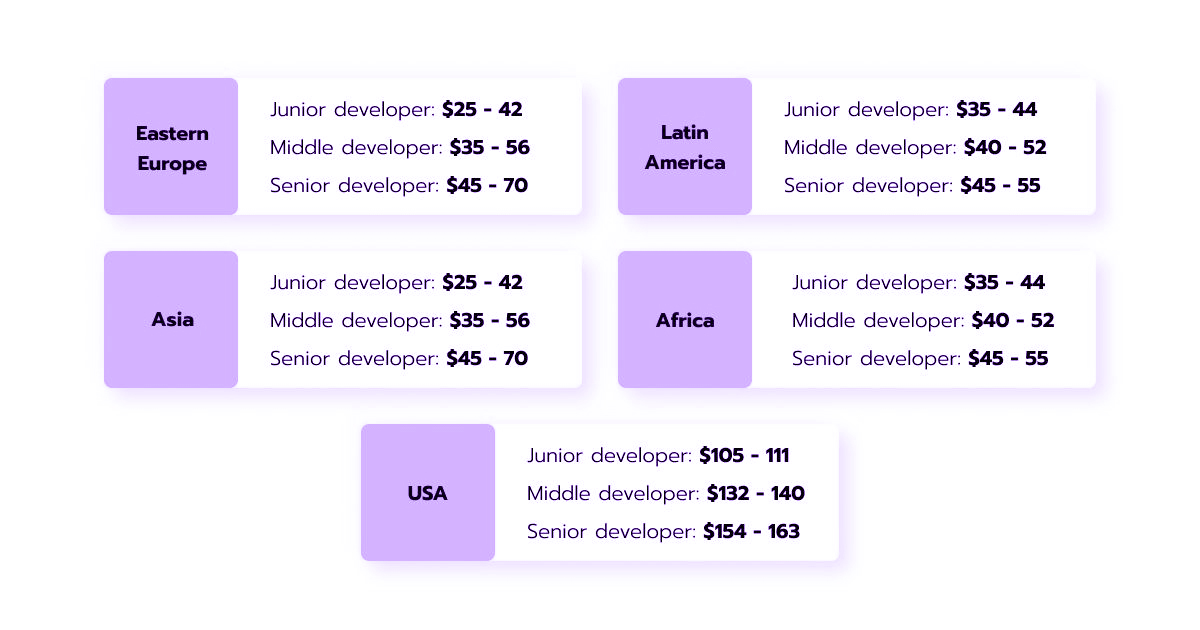 Eastern
Europe
Junior developer: $25 - 42
Middle developer: $35 - 56
Senior developer: $45 - 70
Latin
America
Junior developer: $35 - 44
Middle developer: $40 - 52
Senior developer: $45 - 55
Asia
Junior developer: $25 - 42
Middle developer: $35 - 56
Senior developer: $45 - 70
Africa
Junior developer: $35 - 44
Middle developer: $40 - 52
Senior developer: $45 - 55
USA
Junior developer: $105 - 111
Middle developer: $132 - 140
Senior developer: $154 - 163